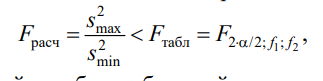 F_расч = s²_max / s²_min < F_табл = F_{2·α/2; f₁; f₂},